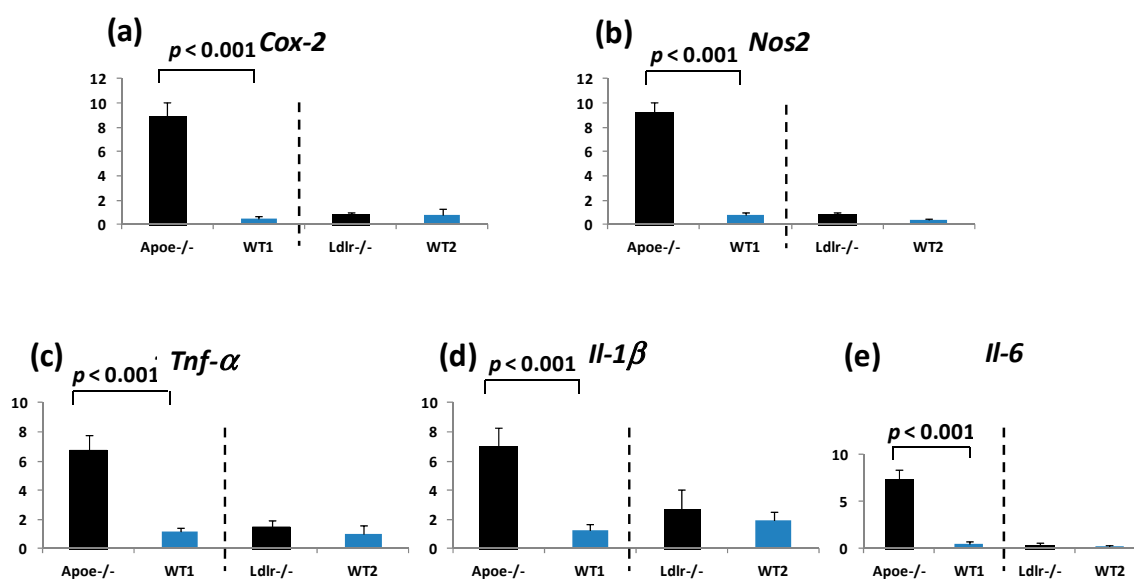 (a) Cox-2
p < 0.001
12
10
8
6
4
2
0
Apoe-/- WT1 Ldlr-/- WT2
(b) Nos2
p < 0.001
12
10
8
6
4
2
0
Apoe-/- WT1 Ldlr-/- WT2
(c) Tnf-α
p < 0.001
10
8
6
4
2
0
Apoe-/- WT1 Ldlr-/- WT2
(d) Il-1β
p < 0.001
10
8
6
4
2
0
Apoe-/- WT1 Ldlr-/- WT2
(e) Il-6
p < 0.001
10
5
0
Apoe-/- WT1 Ldlr-/- WT2